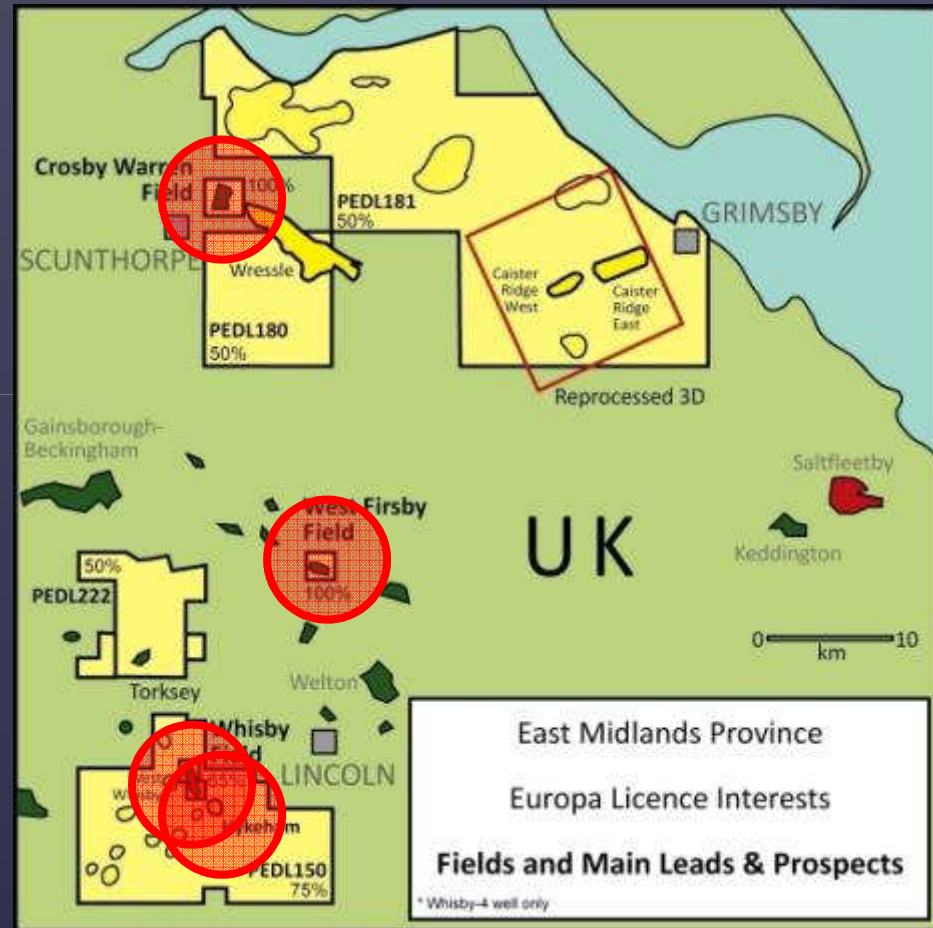 Crosby Warren
Field
100%
PEDL181
50%
GRIMSBY
SCUNTHORPE
Wressle
Caister
Ridge
West
Caister
Ridge
East
PEDL180
50%
Reprocessed 3D
Gainsborough-
Beckingham
Saltfleetby
West Firsby
Field
100%
UK
Keddington
50%
PEDL222
0 10
km
Torksey
Welton
Whisby
Field
LINCOLN
PEDL150
75%
East Midlands Province
Europa Licence Interests
Fields and Main Leads & Prospects
* Whisby-4 well only